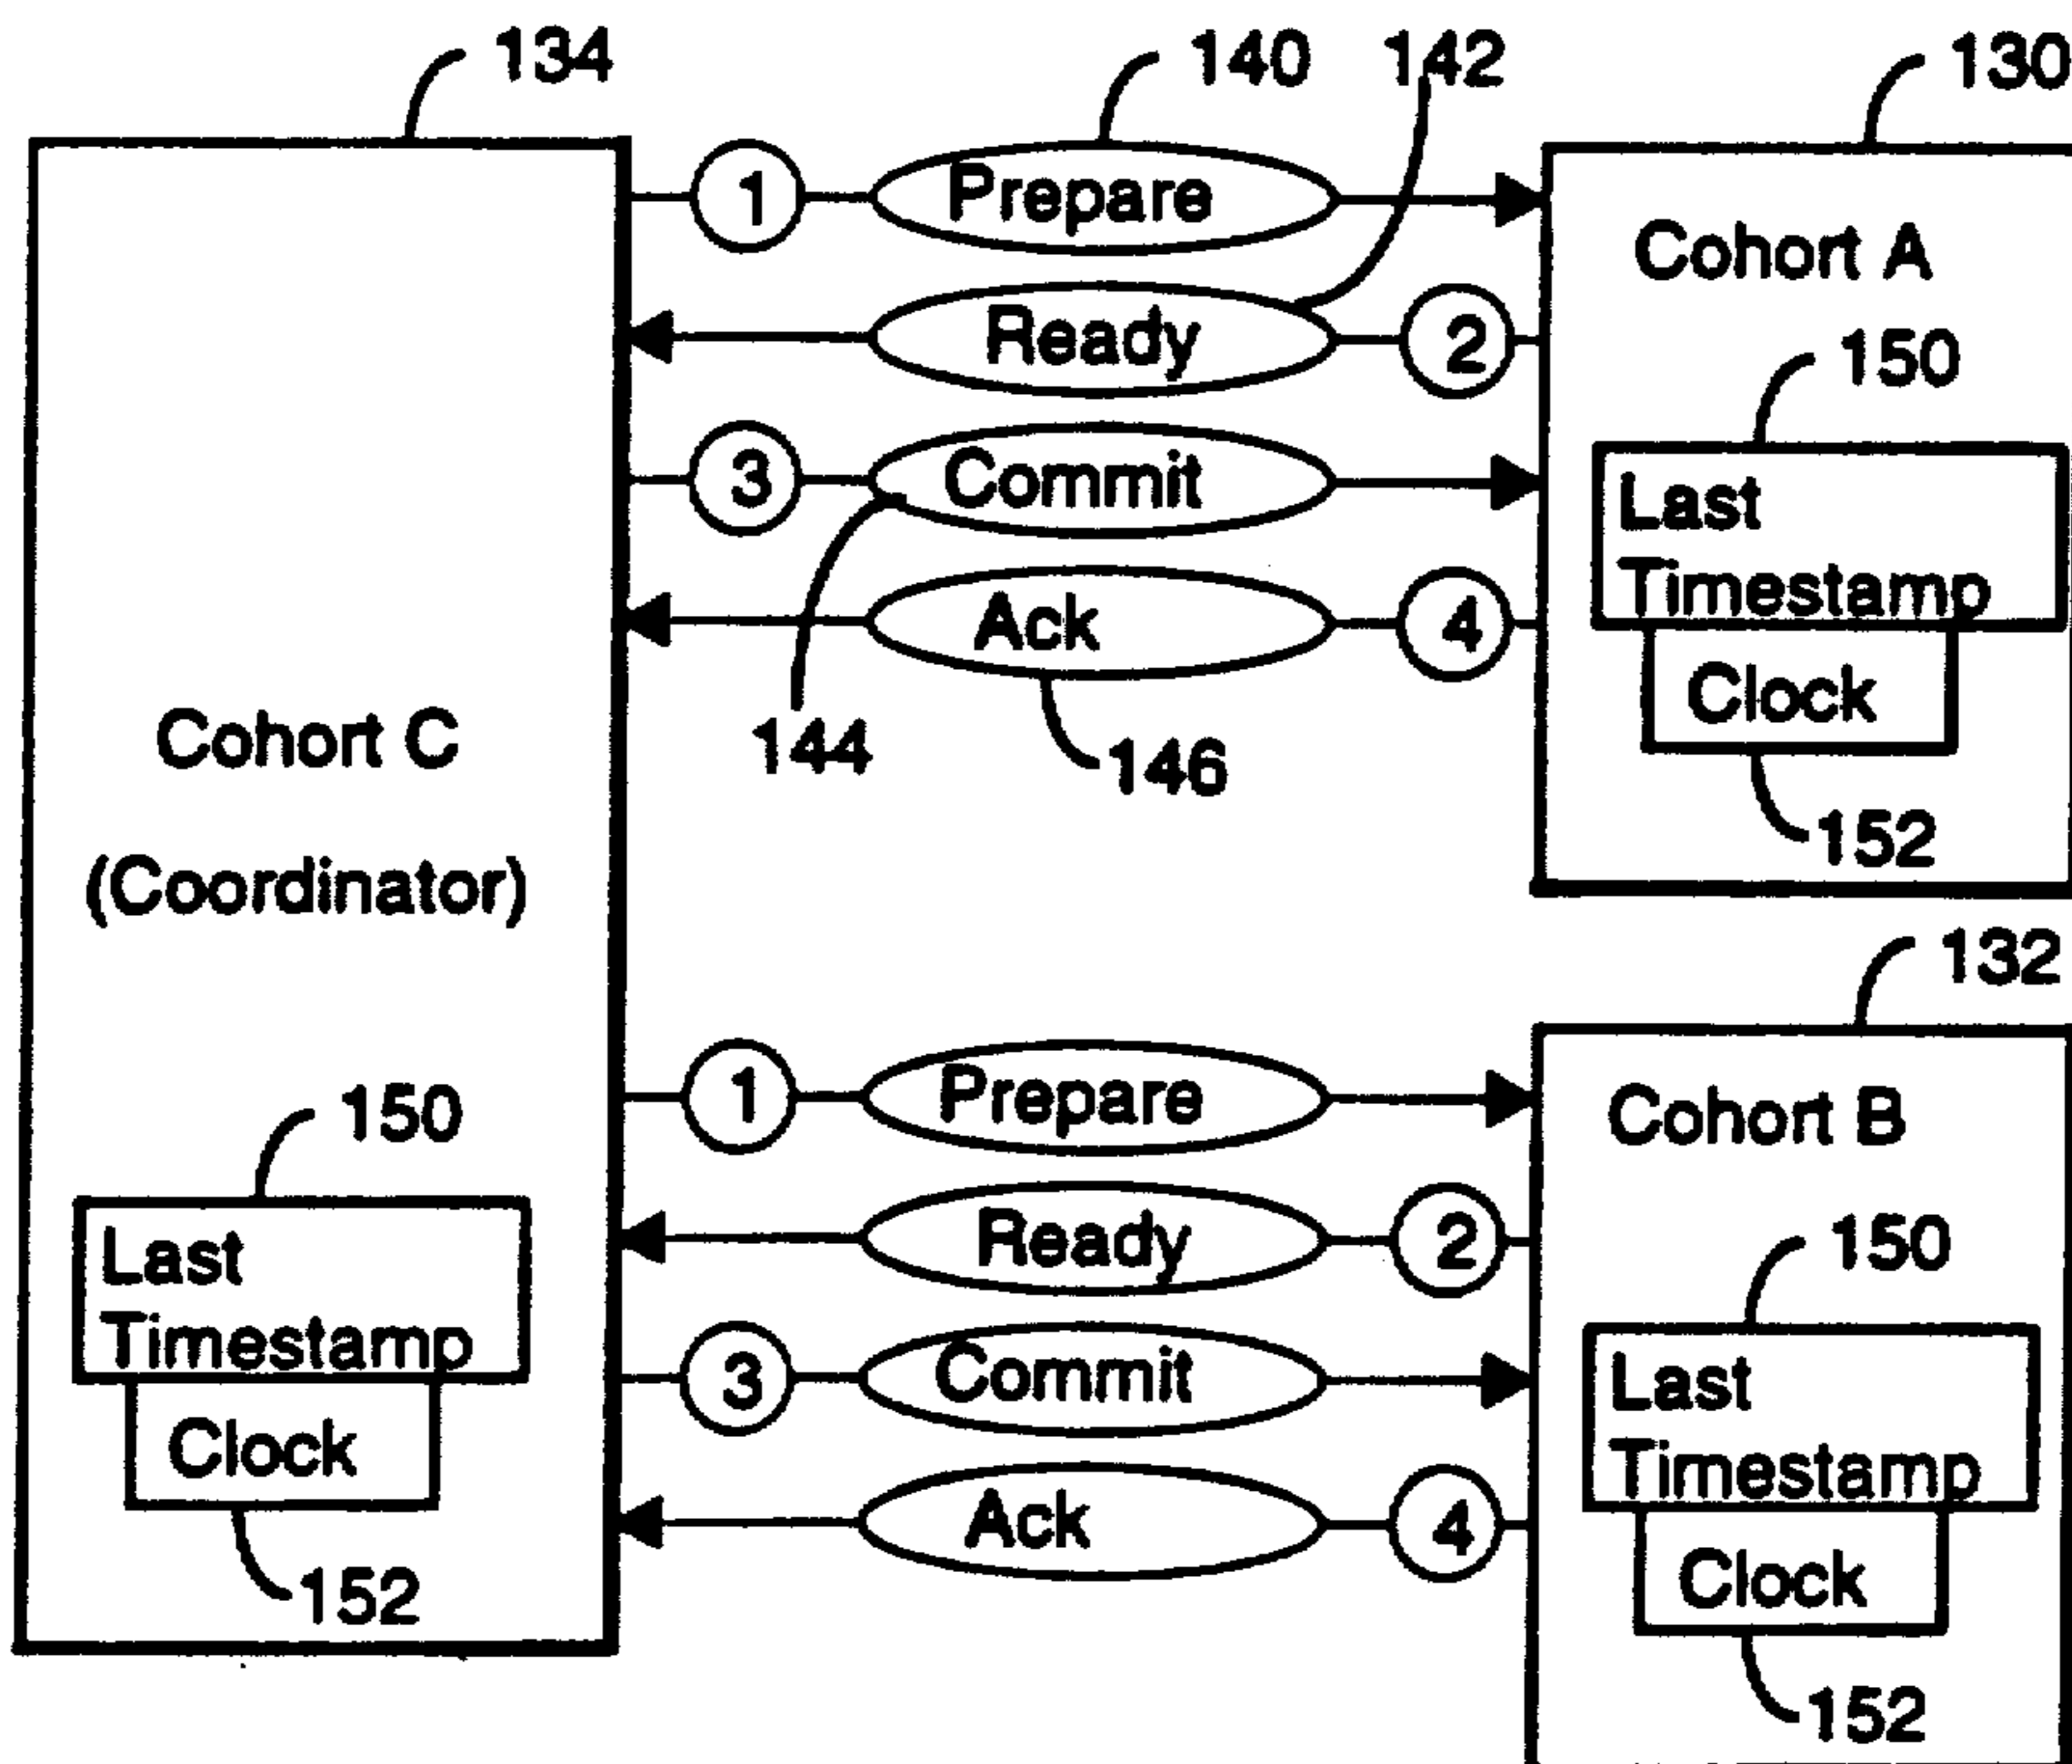 134
140
142
130
1
Prepare
Cohort A
Ready
2
150
3
Commit
Last
Timestamp
Ack
4
Clock
144
146
152
Cohort C
(Coordinator)
132
1
Prepare
Cohort B
150
Ready
2
150
Last
Timestamp
3
Commit
Last
Timestamp
Clock
Ack
4
Clock
152
152